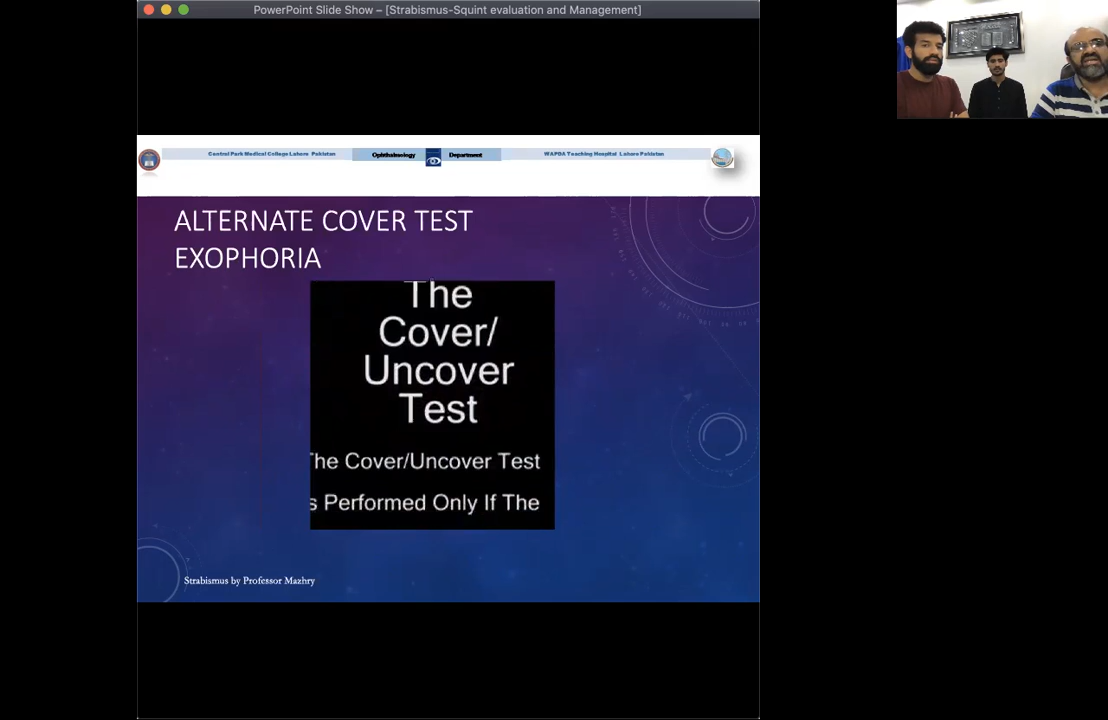 PowerPoint Slide Show – [Strabismus-Squint evaluation and Management]
Central Park Medical College Lahore Pakistan
Ophthalmology Department
WAPDA Teaching Hospital Lahore Pakistan
ALTERNATE COVER TEST
EXOPHORIA
The
Cover/
Uncover
Test
The Cover/Uncover Test
s Performed Only If The
Strabismus by Professor Mazhry